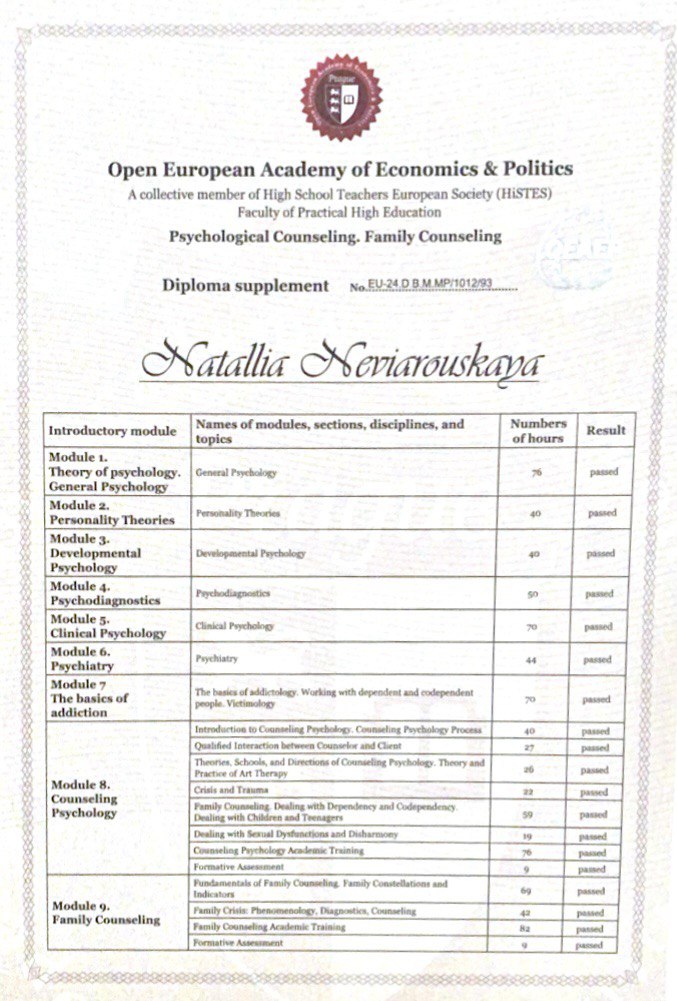 Prague
Open European Academy of Economics & Politics
A collective member of High School Teachers European Society (HiSTES)
Faculty of Practical High Education
Psychological Counseling. Family Counseling
Diploma supplement No. EU-24.D.B.M.MP/1012/93
Natallia Neviarouskaya
Introductory module
Names of modules, sections, disciplines, and
topics
Numbers
of hours
Result
Module 1.
Theory of psychology.
General Psychology
General Psychology 76 passed
Module 2.
Personality Theories
Personality Theories 40 passed
Module 3.
Developmental
Psychology
Developmental Psychology 40 passed
Module 4.
Psychodiagnostics
Psychodiagnostics 50 passed
Module 5.
Clinical Psychology
Clinical Psychology 70 passed
Module 6.
Psychiatry
Psychiatry 44 passed
Module 7
The basics of
addiction
The basics of addictology. Working with dependent and codependent
people. Victimology
70 passed
Module 8.
Counseling
Psychology
Introduction to Counseling Psychology. Counseling Psychology Process 40 passed
Qualified Interaction between Counselor and Client 27 passed
Theories, Schools, and Directions of Counseling Psychology. Theory and
Practice of Art Therapy
26 passed
Crisis and Trauma 22 passed
Family Counseling. Dealing with Dependency and Codependency.
Dealing with Children and Teenagers
59 passed
Dealing with Sexual Dysfunctions and Disharmony 19 passed
Counseling Psychology Academic Training 76 passed
Formative Assessment 9 passed
Module 9.
Family Counseling
Fundamentals of Family Counseling. Family Constellations and
Indicators
69 passed
Family Crisis: Phenomenology, Diagnostics, Counseling 42 passed
Family Counseling Academic Training 82 passed
Formative Assessment 9 passed